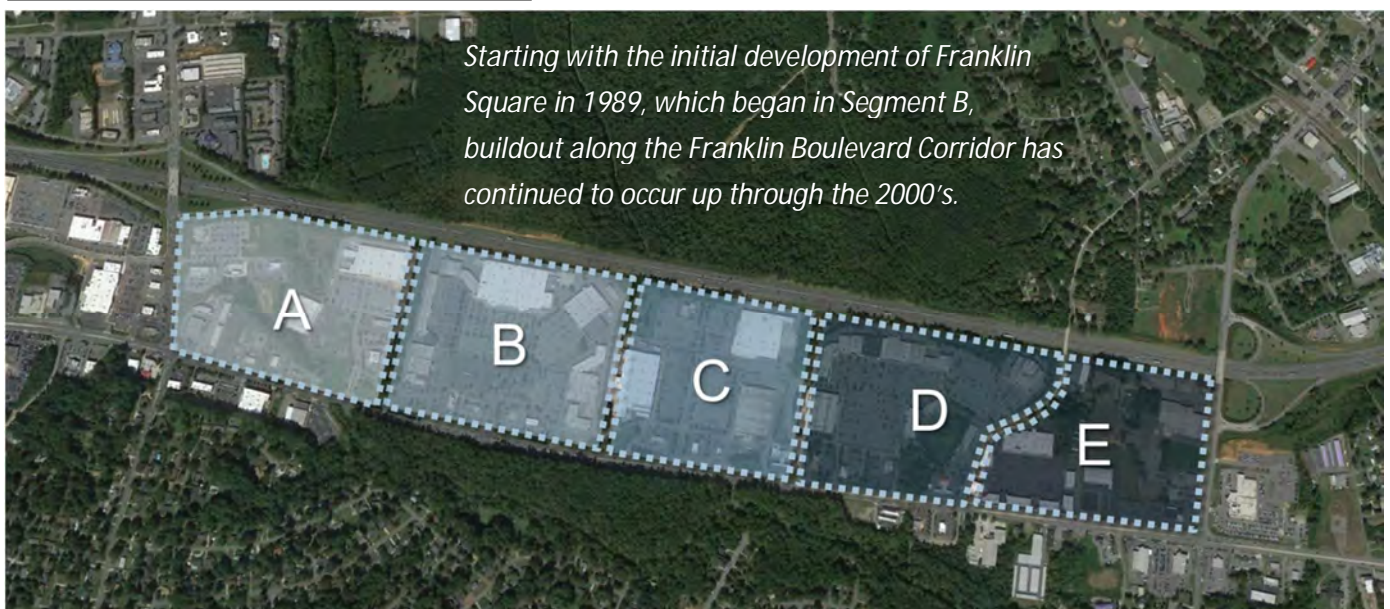 Starting with the initial development of Franklin
Square in 1989, which began in Segment B,
buildout along the Franklin Boulevard Corridor has
continued to occur up through the 2000's.
A
B
C
D
E